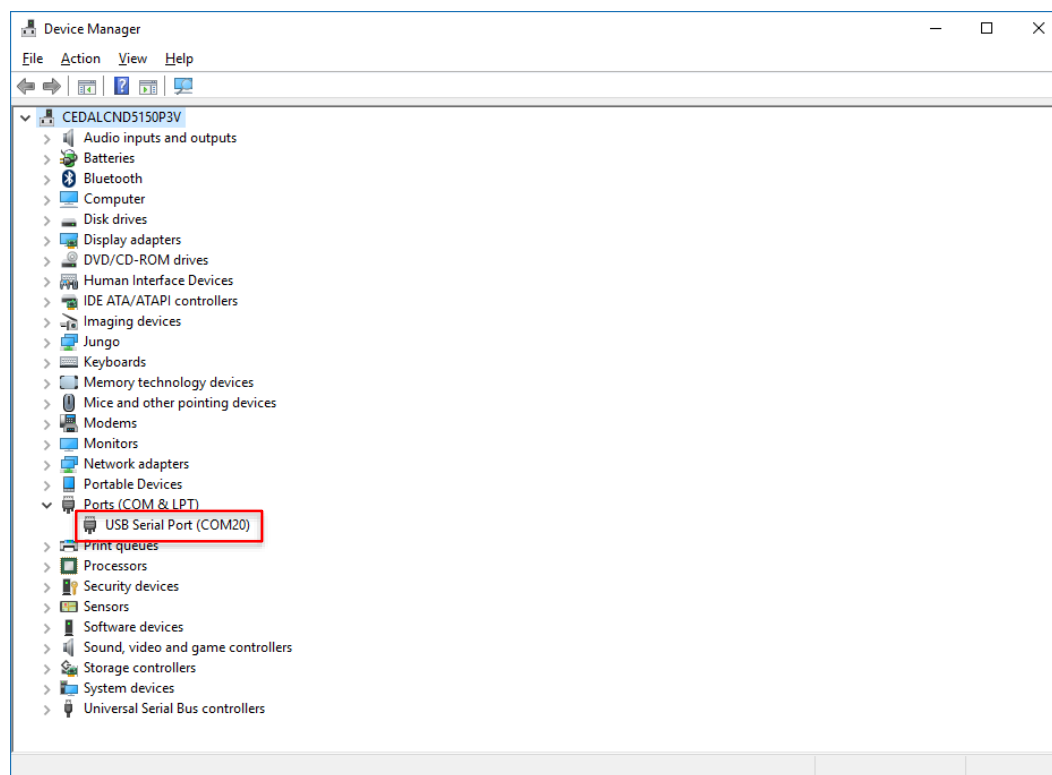 Device Manager
File Action View Help
CEDALCND5150P3V
Audio inputs and outputs
Batteries
Bluetooth
Computer
Disk drives
Display adapters
DVD/CD-ROM drives
Human Interface Devices
IDE ATA/ATAPI controllers
Imaging devices
Jungo
Keyboards
Memory technology devices
Mice and other pointing devices
Modems
Monitors
Network adapters
Portable Devices
Ports (COM & LPT)
USB Serial Port (COM20)
Print queues
Processors
Security devices
Sensors
Software devices
Sound, video and game controllers
Storage controllers
System devices
Universal Serial Bus controllers